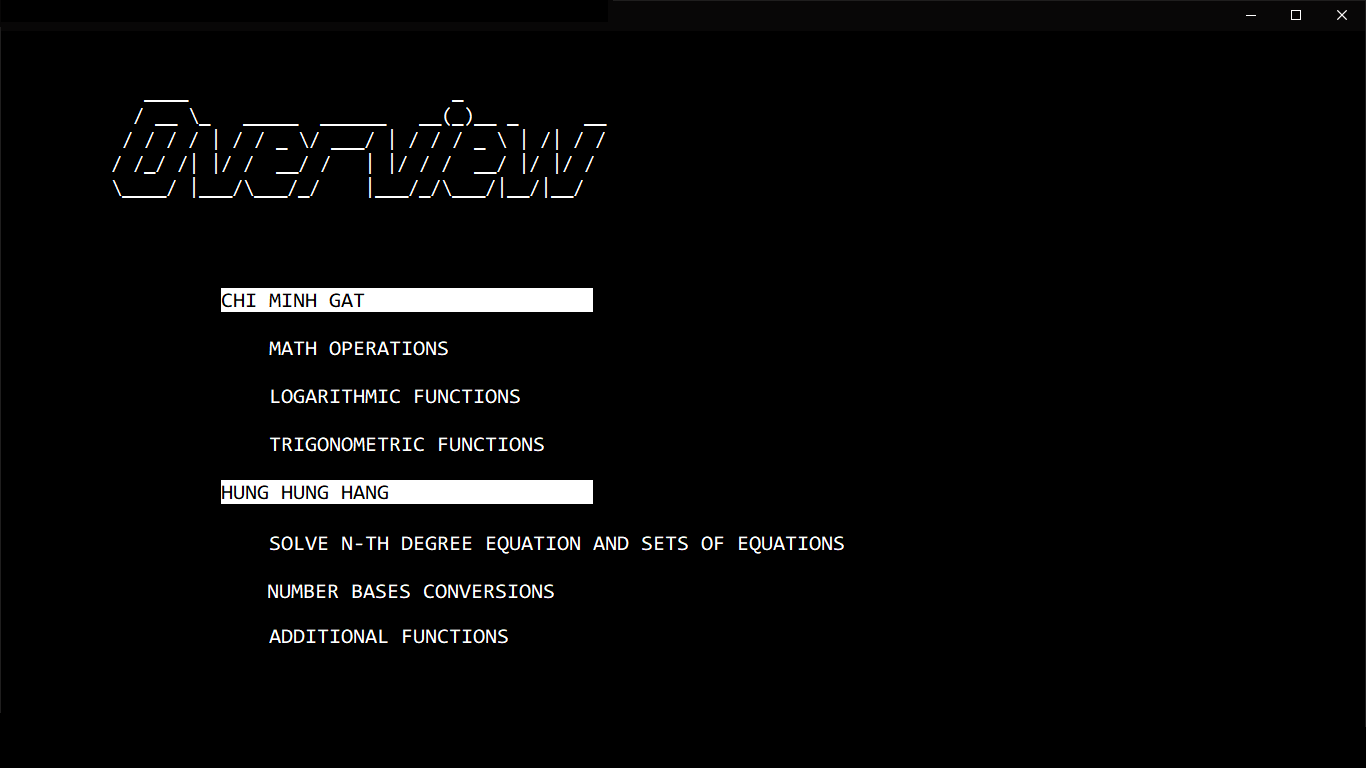 Overview
CHI MINH GAT
MATH OPERATIONS
LOGARITHMIC FUNCTIONS
TRIGONOMETRIC FUNCTIONS
HUNG HUNG HANG
SOLVE N-TH DEGREE EQUATION AND SETS OF EQUATIONS
NUMBER BASES CONVERSIONS
ADDITIONAL FUNCTIONS